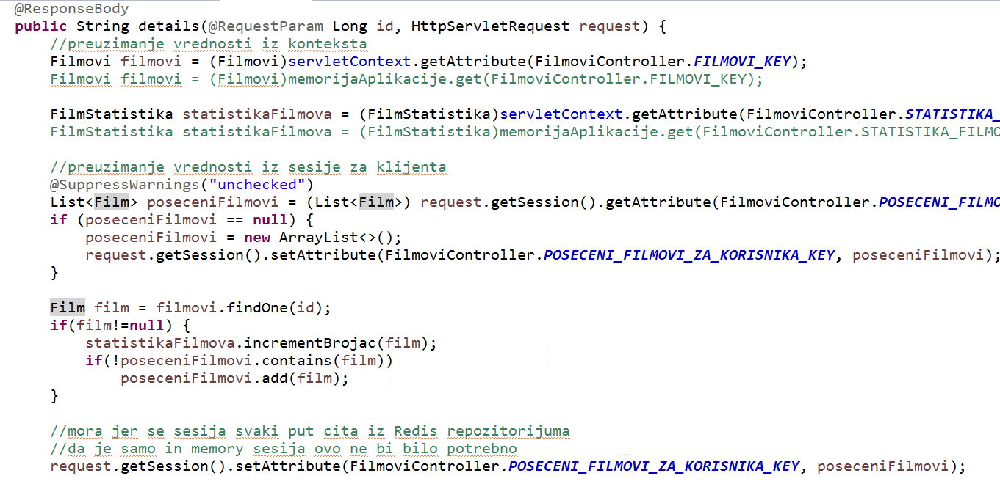 @ResponseBody
public String details(@RequestParam Long id, HttpServletRequest request) {
//preuzimanje vrednosti iz konteksta
Filmovi filmovi = (Filmovi)servletContext.getAttribute(FilmoviController.FILMOVI_KEY);
Filmovi filmovi = (Filmovi)memorijaAplikacije.get(FilmoviController.FILMOVI_KEY);
FilmStatistika statistikaFilmova = (FilmStatistika)servletContext.getAttribute(FilmoviController.STATISTIKA_
FilmStatistika statistikaFilmova = (FilmStatistika)memorijaAplikacije.get(FilmoviController.STATISTIKA_FILMO
//preuzimanje vrednosti iz sesije za klijenta
@SuppressWarnings("unchecked")
List<Film> poseceniFilmovi = (List<Film>) request.getSession().getAttribute(FilmoviController.POSECENI_FILMO
if (poseceniFilmovi == null) {
poseceniFilmovi = new ArrayList<>();
request.getSession().setAttribute(FilmoviController.POSECENI_FILMOVI_ZA_KORISNIKA_KEY, poseceniFilmovi);
}
Film film = filmovi.findOne(id);
if(film!=null) {
statistikaFilmova.incrementBrojac(film);
if(!poseceniFilmovi.contains(film))
poseceniFilmovi.add(film);
}
//mora jer se sesija svaki put cita iz Redis repozitorijuma
//da je samo in memory sesija ovo ne bi bilo potrebno
request.getSession().setAttribute(FilmoviController.POSECENI_FILMOVI_ZA_KORISNIKA_KEY, poseceniFilmovi);